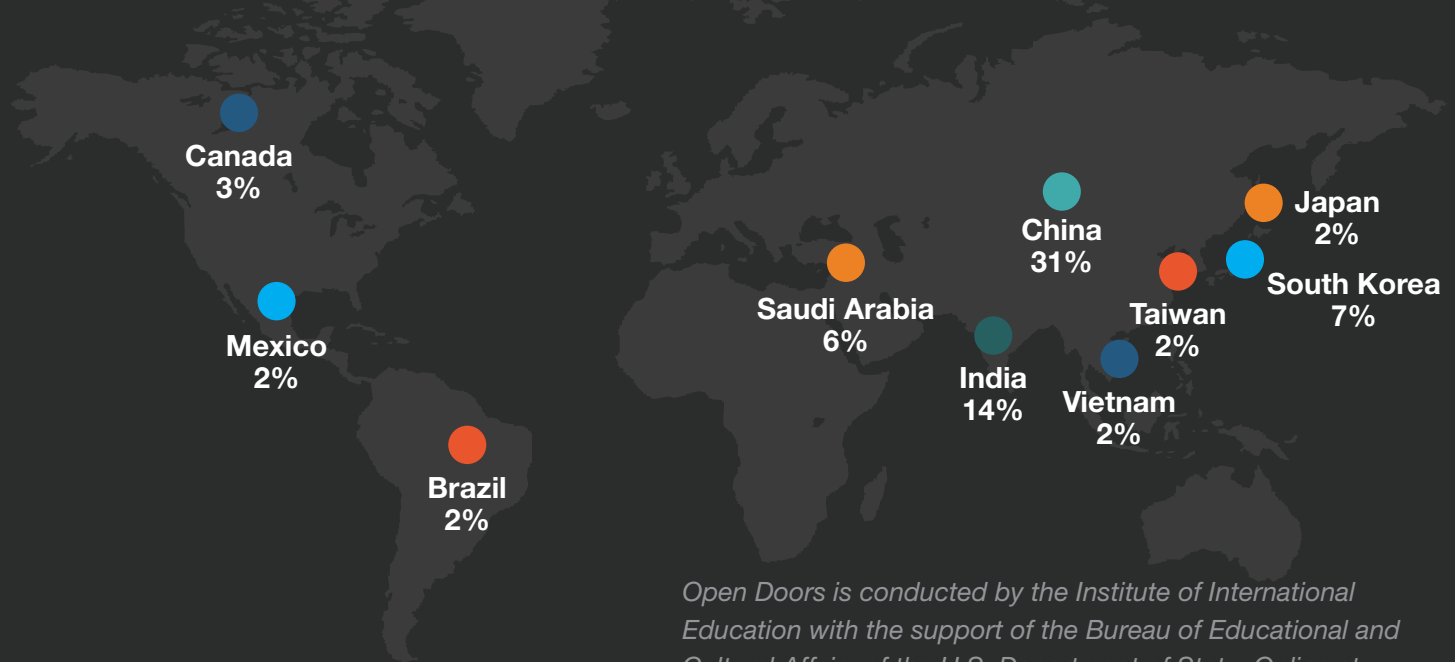 Canada
3%
Mexico
2%
Brazil
2%
Saudi Arabia
6%
China
31%
India
14%
Vietnam
2%
Taiwan
2%
Japan
2%
South Korea
7%
Open Doors is conducted by the Institute of International
Education with the support of the Bureau of Educational and